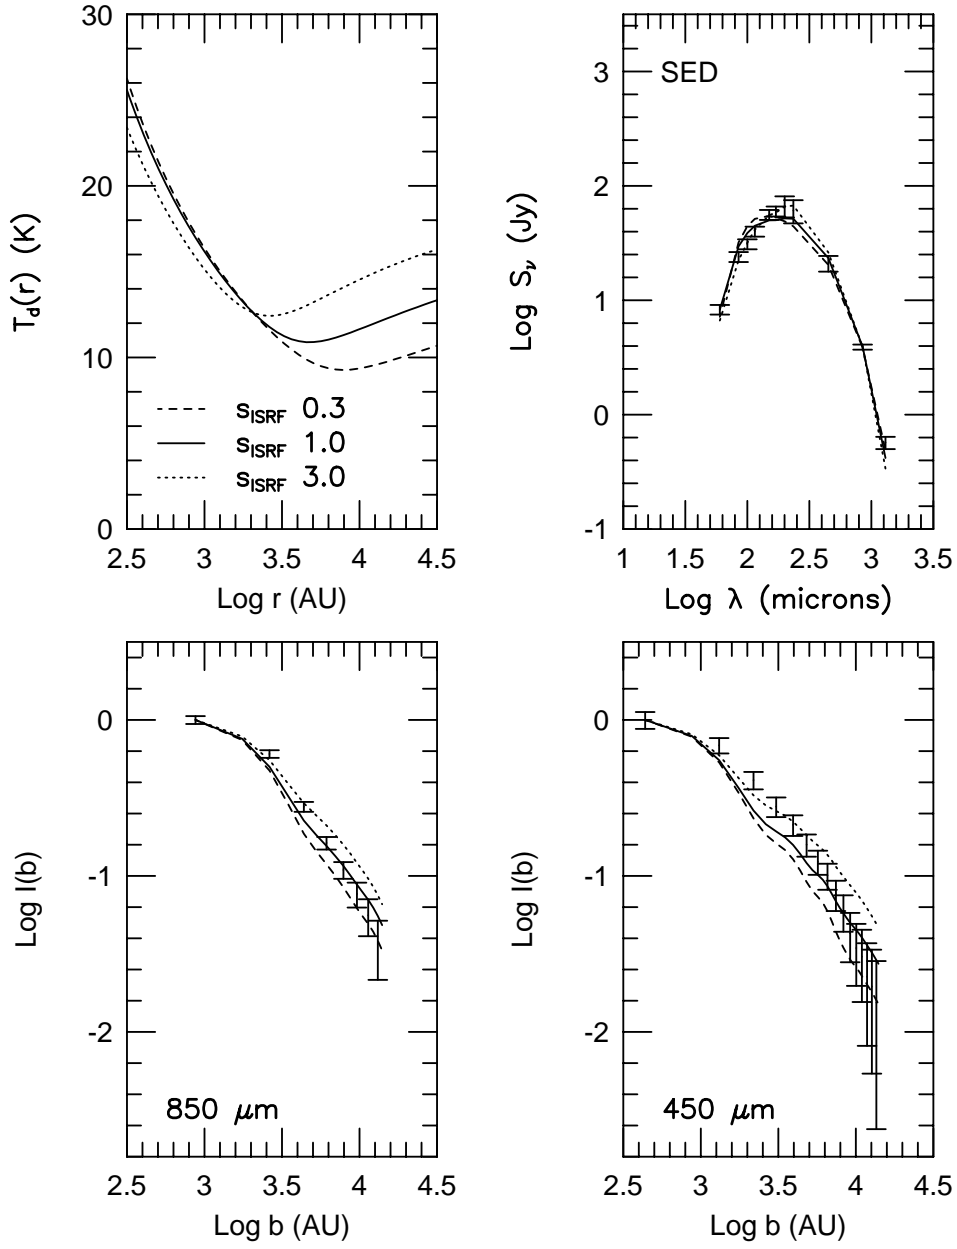 30
20
10
0
T_d(r) (K)
s_ISRF 0.3
s_ISRF 1.0
s_ISRF 3.0
2.5 3 3.5 4 4.5
Log r (AU)
3
2
1
0
-1
Log S_ν (Jy)
SED
1 1.5 2 2.5 3 3.5
Log λ (microns)
0
-1
-2
Log I(b)
850 μm
2.5 3 3.5 4 4.5
Log b (AU)
0
-1
-2
Log I(b)
450 μm
2.5 3 3.5 4 4.5
Log b (AU)